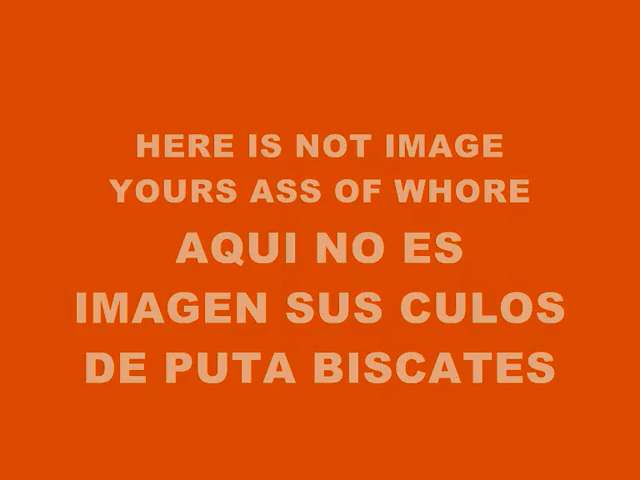 HERE IS NOT IMAGE
YOURS ASS OF WHORE
AQUI NO ES
IMAGEN SUS CULOS
DE PUTA BISCATES